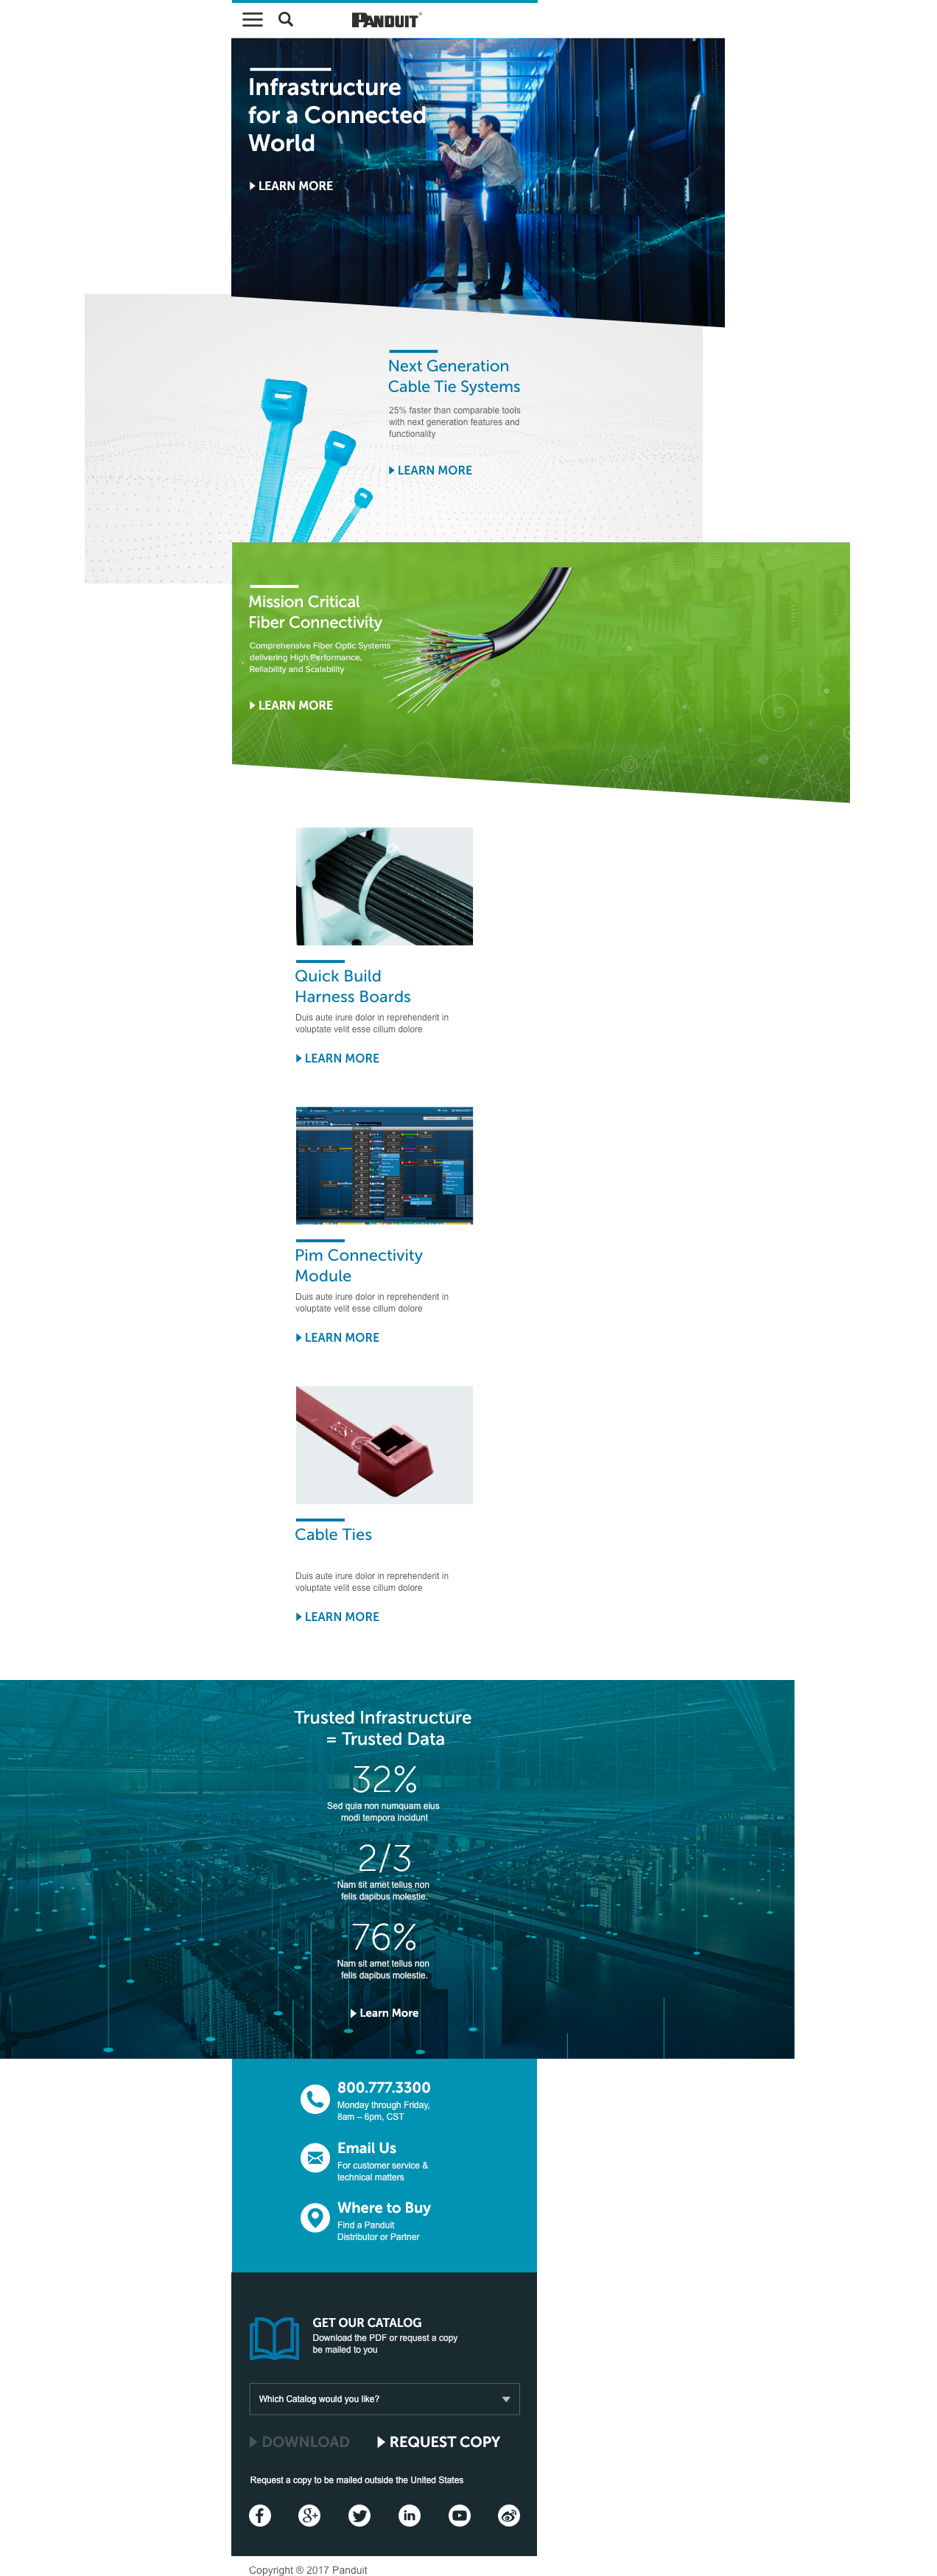 PANDUIT
Infrastructure
for a Connected
World
LEARN MORE
Next Generation
Cable Tie Systems
25% faster than comparable tools
with next generation features and
functionality
LEARN MORE
Mission Critical
Fiber Connectivity
Comprehensive Fiber Optic Systems
delivering High Performance,
Reliability and Scalability
LEARN MORE
Quick Build
Harness Boards
Duis aute irure dolor in reprehenderit in
voluptate velit esse cillum dolore
LEARN MORE
Pim Connectivity
Module
Duis aute irure dolor in reprehenderit in
voluptate velit esse cillum dolore
LEARN MORE
Cable Ties
Duis aute irure dolor in reprehenderit in
voluptate velit esse cillum dolore
LEARN MORE
Trusted Infrastructure
= Trusted Data
32%
Sed quia non numquam eius
modi tempora incidunt
2/3
Nam sit amet tellus non
felis dapibus molestie.
76%
Nam sit amet tellus non
felis dapibus molestie.
Learn More
800.777.3300
Monday through Friday,
8am – 6pm, CST
Email Us
For customer service &
technical matters
Where to Buy
Find a Panduit
Distributor or Partner
GET OUR CATALOG
Download the PDF or request a copy
be mailed to you
Which Catalog would you like?
DOWNLOAD REQUEST COPY
Request a copy to be mailed outside the United States
Copyright ® 2017 Panduit